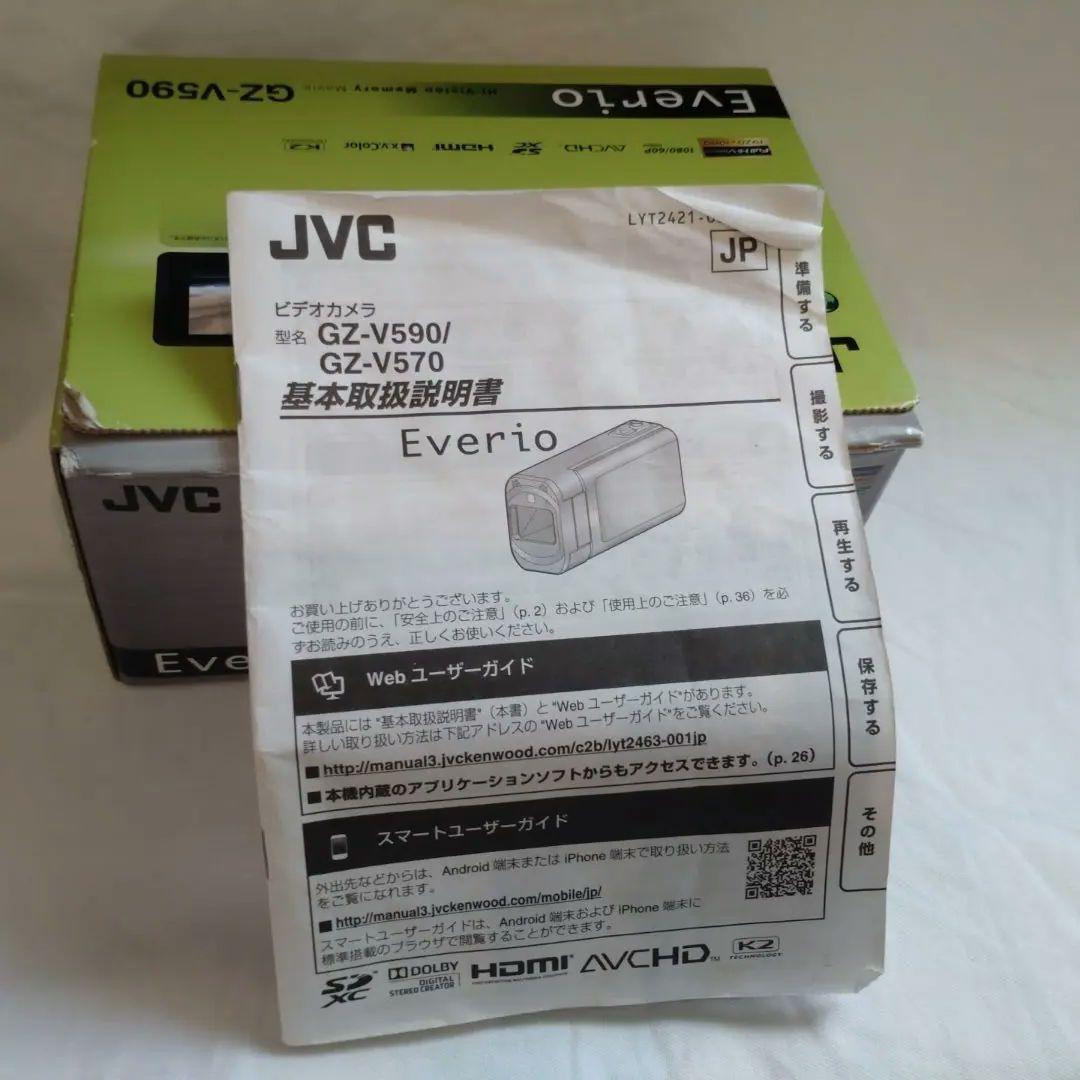 Everio
Hi-Vision Memory Movie
GZ-V590
1920×1080
Full Hi-Vision
1080/60P
AVCHD
SD
XC
HDMI
x.v.Color
K2
JVC
Eve
JVC
LYT2421-0
JP
ビデオカメラ
型名 GZ-V590/
GZ-V570
基本取扱説明書
Everio
お買い上げありがとうございます。
ご使用の前に、「安全上のご注意」(p. 2) および「使用上のご注意」(p. 36) を必
ずお読みのうえ、正しくお使いください。
Web ユーザーガイド
本製品には "基本取扱説明書"(本書)と "Web ユーザーガイド"があります。
詳しい取り扱い方法は下記アドレスの "Web ユーザーガイド"をご覧ください。
■ http://manual3.jvckenwood.com/c2b/lyt2463-001jp
■ 本機内蔵のアプリケーションソフトからもアクセスできます。(p. 26)
スマートユーザーガイド
外出先などからは、Android 端末または iPhone 端末で取り扱い方法
をご覧になれます。
■ http://manual3.jvckenwood.com/mobile/jp/
スマートユーザーガイドは、Android 端末および iPhone 端末に
標準搭載のブラウザで閲覧することができます。
SD
XC
DOLBY
DIGITAL
STEREO CREATOR
HDMI
AVCHD™
K2
TECHNOLOGY
準備する
撮影する
再生する
保存する
その他